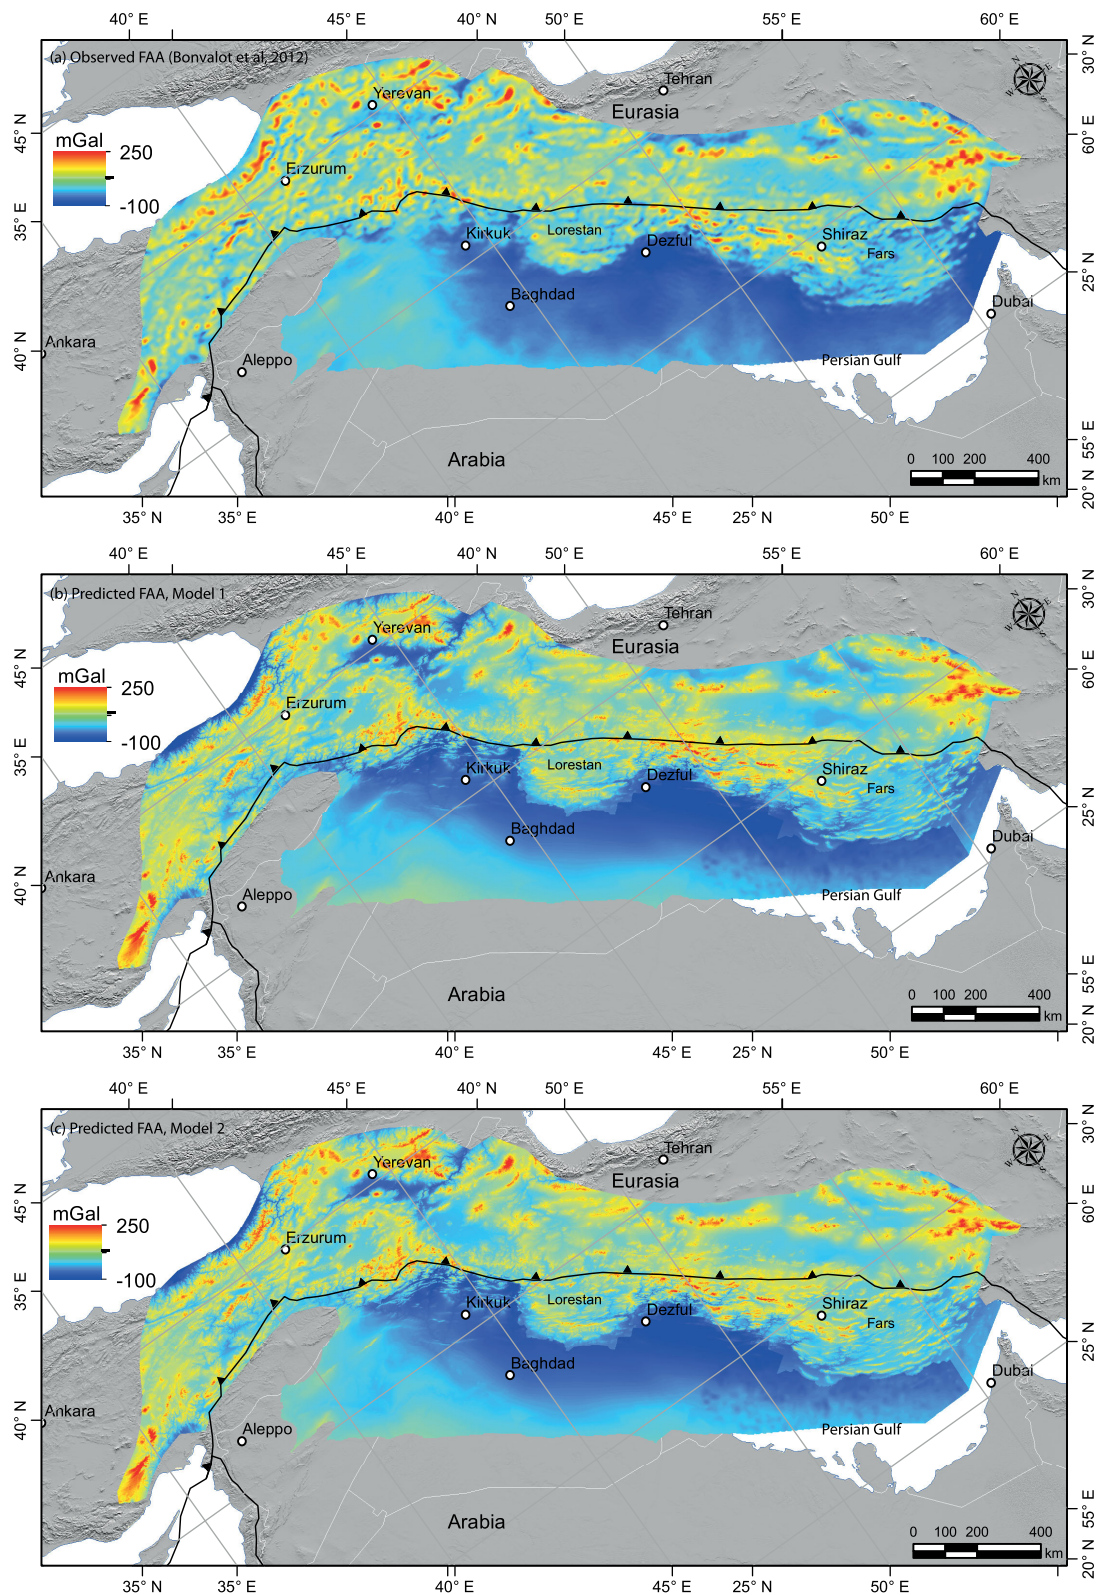 40° E
45° E
40° N
50° E
55° E
60° E
(a) Observed FAA (Bonvalot et al, 2012)
30° N
Tehran
Eurasia
N
E
W
S
Yerevan
45° N
mGal
250
-100
60° E
Erzurum
35° E
Kirkuk
Lorestan
Dezful
Shiraz
Fars
25° N
Baghdad
Dubai
Ankara
40° N
Aleppo
Persian Gulf
Arabia
55° E
0 100 200 400
km
20° N
35° N
35° E
40° E
45° E
25° N
50° E
40° E
45° E
40° N
50° E
55° E
60° E
(b) Predicted FAA, Model 1
30° N
Tehran
Eurasia
N
E
W
S
Yerevan
45° N
mGal
250
-100
60° E
Erzurum
35° E
Kirkuk
Lorestan
Dezful
Shiraz
Fars
25° N
Baghdad
Dubai
Ankara
40° N
Aleppo
Persian Gulf
Arabia
55° E
0 100 200 400
km
20° N
35° N
35° E
40° E
45° E
25° N
50° E
40° E
45° E
40° N
50° E
55° E
60° E
(c) Predicted FAA, Model 2
30° N
Tehran
Eurasia
N
E
W
S
Yerevan
45° N
mGal
250
-100
60° E
Erzurum
35° E
Kirkuk
Lorestan
Dezful
Shiraz
Fars
25° N
Baghdad
Dubai
Ankara
40° N
Aleppo
Persian Gulf
Arabia
55° E
0 100 200 400
km
20° N
35° N
35° E
40° E
45° E
25° N
50° E